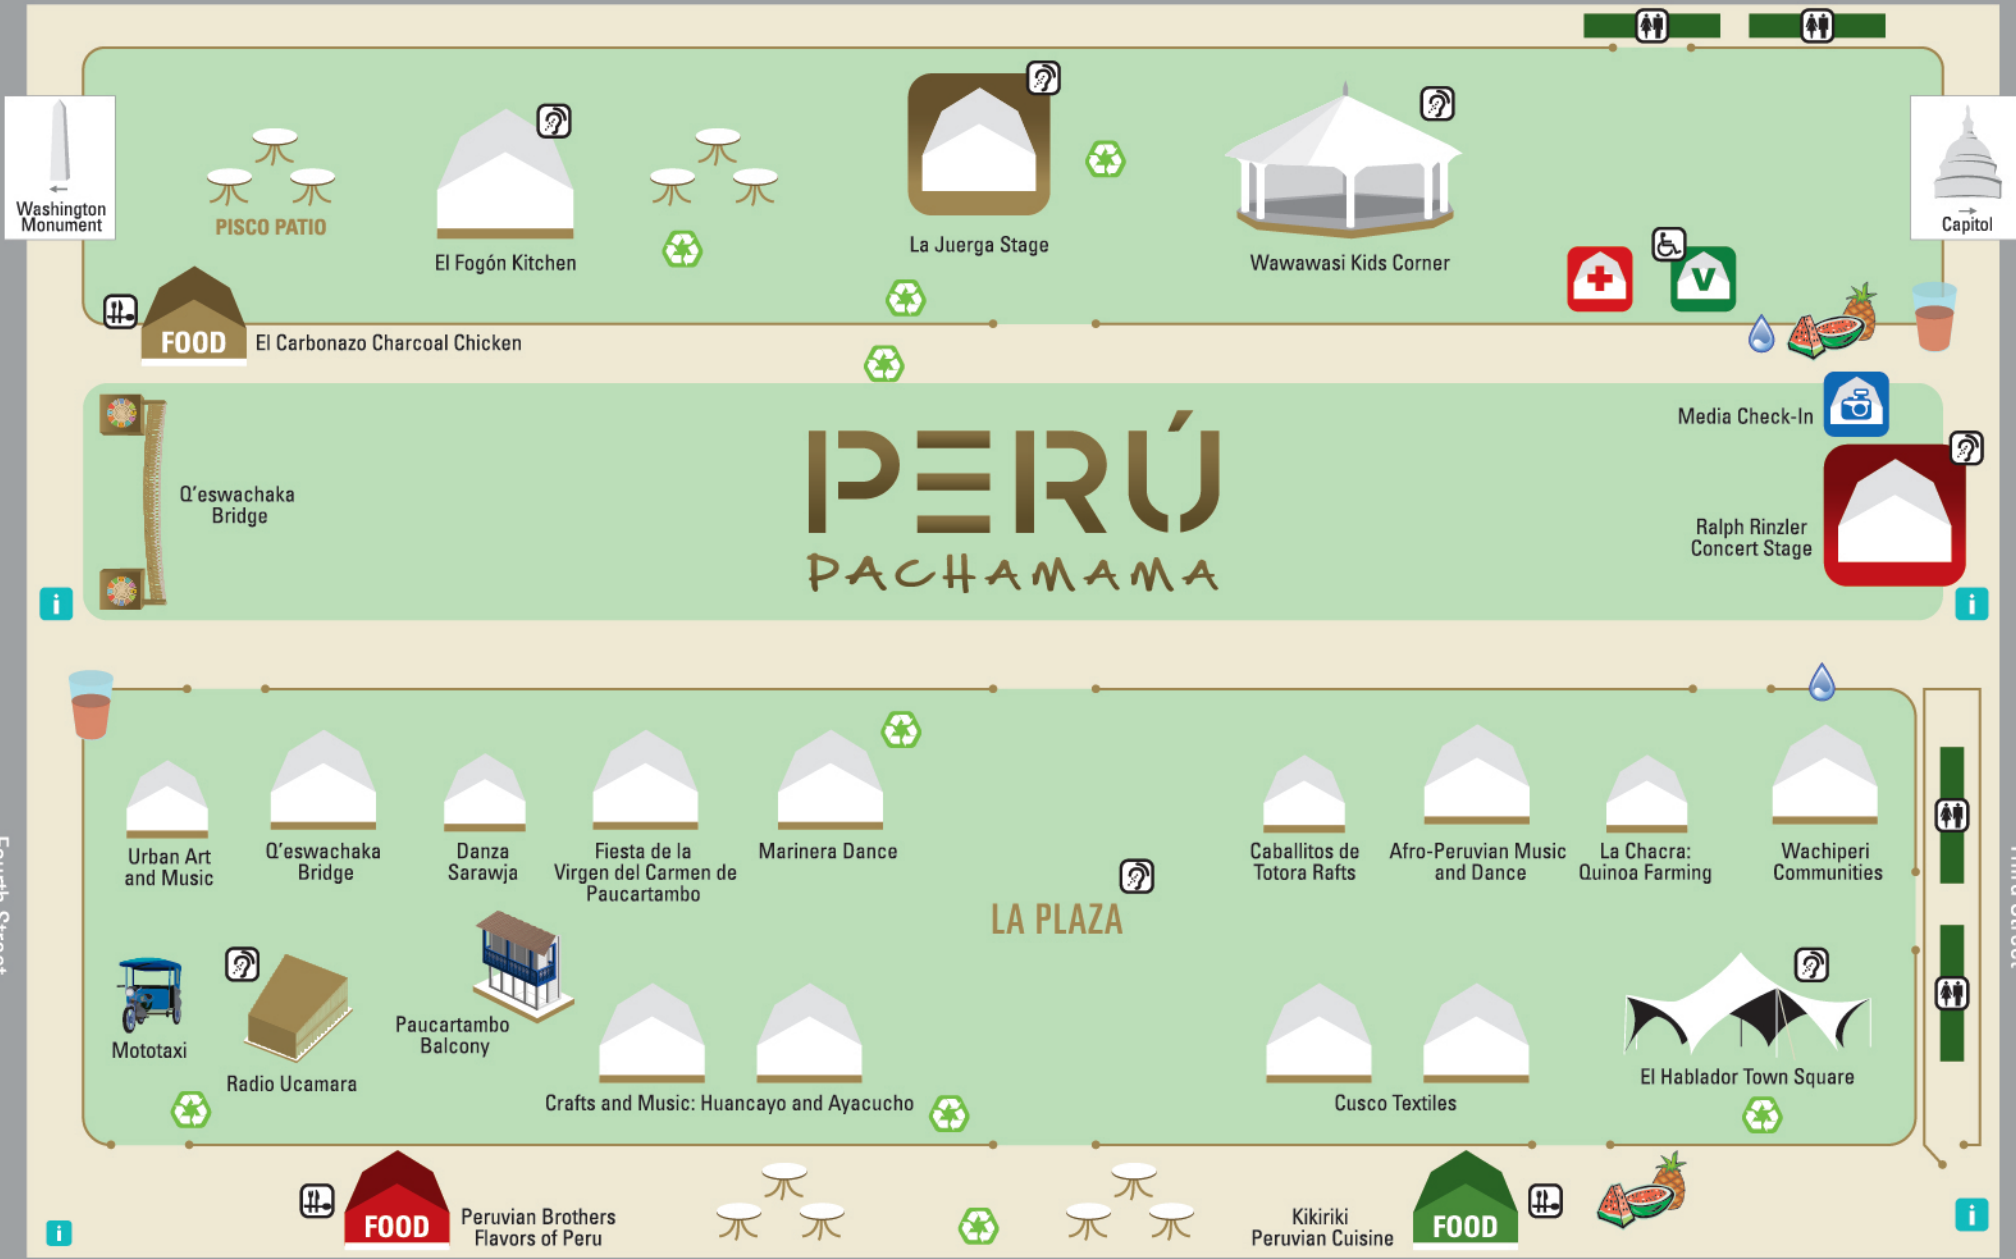 Washington
Monument
PISCO PATIO
El Fogón Kitchen
La Juerga Stage
Wawawasi Kids Corner
V
Capitol
FOOD
El Carbonazo Charcoal Chicken
Q'eswachaka
Bridge
PERÚ
PACHAMAMA
Media Check-In
Ralph Rinzler
Concert Stage
i
i
Urban Art
and Music
Q'eswachaka
Bridge
Danza
Sarawja
Fiesta de la
Virgen del Carmen de
Paucartambo
Marinera Dance
Caballitos de
Totora Rafts
Afro-Peruvian Music
and Dance
La Chacra:
Quinoa Farming
Wachiperi
Communities
LA PLAZA
Mototaxi
Radio Ucamara
Paucartambo
Balcony
Crafts and Music: Huancayo and Ayacucho
Cusco Textiles
El Hablador Town Square
Fourth Street
Third Street
i
FOOD
Peruvian Brothers
Flavors of Peru
Kikiriki
Peruvian Cuisine
FOOD
i